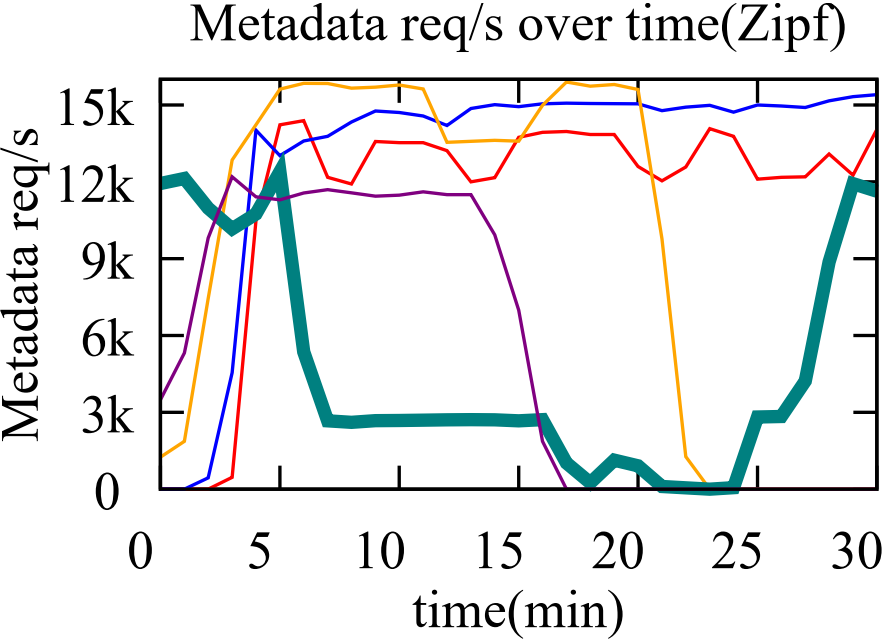 Metadata req/s over time(Zipf)
Metadata req/s
15k
12k
9k
6k
3k
0
0 5 10 15 20 25 30
time(min)